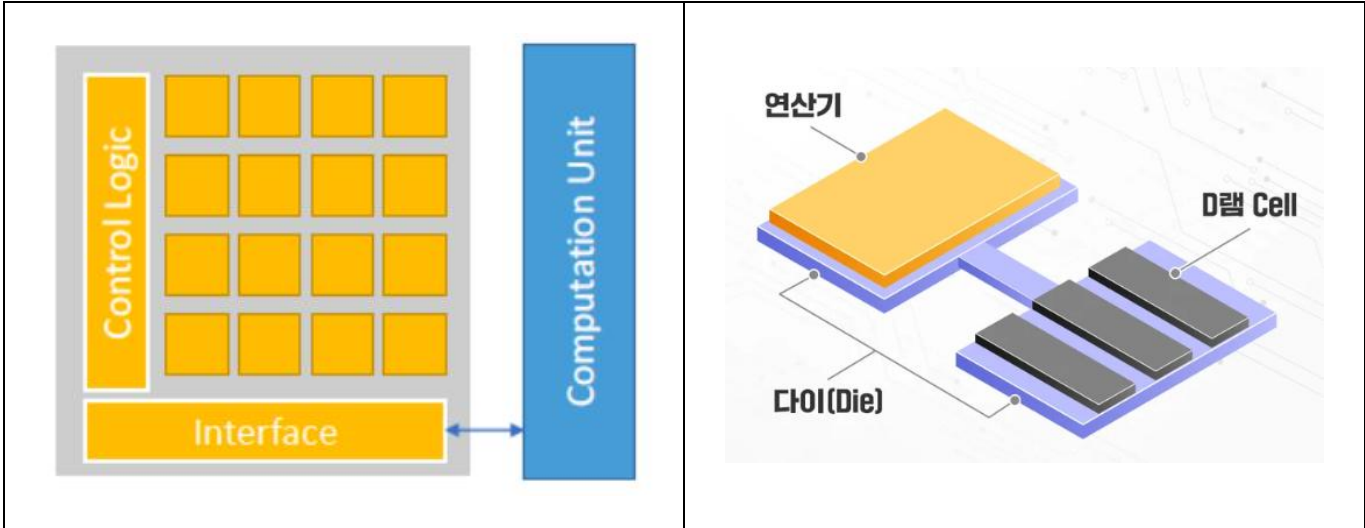 Control Logic
Interface
Computation Unit
연산기
D램 Cell
다이(Die)